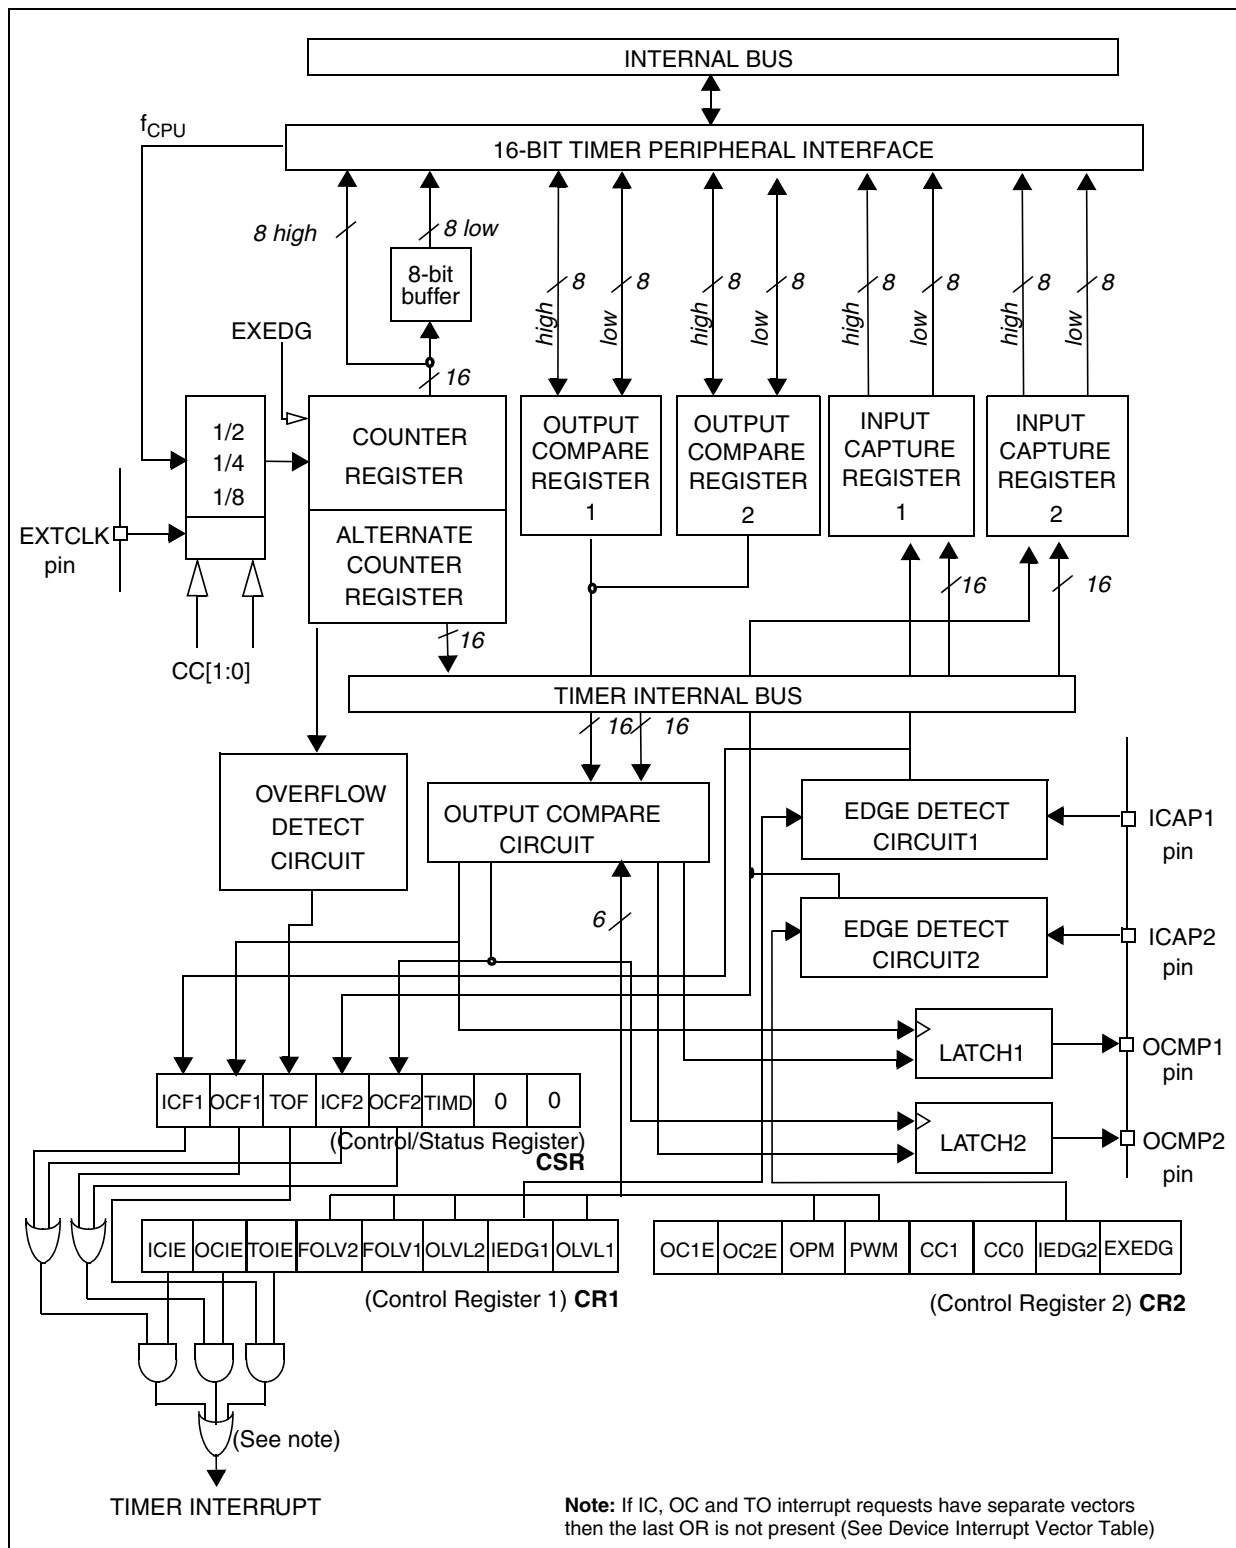 INTERNAL BUS
fCPU
16-BIT TIMER PERIPHERAL INTERFACE
8 high
8 low
8-bit
buffer
high
8
low
8
high
8
low
8
high
8
low
8
high
8
low
8
EXEDG
16
1/2
1/4
1/8
COUNTER
REGISTER
ALTERNATE
COUNTER
REGISTER
OUTPUT
COMPARE
REGISTER
1
OUTPUT
COMPARE
REGISTER
2
INPUT
CAPTURE
REGISTER
1
INPUT
CAPTURE
REGISTER
2
EXTCLK
pin
CC[1:0]
16
16
16
TIMER INTERNAL BUS
16
16
OVERFLOW
DETECT
CIRCUIT
OUTPUT COMPARE
CIRCUIT
EDGE DETECT
CIRCUIT1
ICAP1
pin
6
EDGE DETECT
CIRCUIT2
ICAP2
pin
LATCH1
OCMP1
pin
LATCH2
OCMP2
pin
ICF1 OCF1 TOF ICF2 OCF2 TIMD 0 0
(Control/Status Register)
CSR
ICIE OCIE TOIE FOLV2 FOLV1 OLVL2 IEDG1 OLVL1
(Control Register 1) CR1
OC1E OC2E OPM PWM CC1 CC0 IEDG2 EXEDG
(Control Register 2) CR2
(See note)
TIMER INTERRUPT
Note: If IC, OC and TO interrupt requests have separate vectors
then the last OR is not present (See Device Interrupt Vector Table)